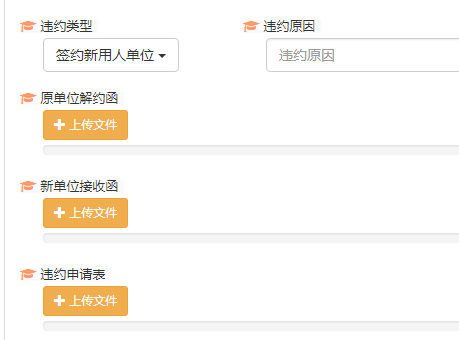 违约类型 违约原因
签约新用人单位 违约原因
原单位解约函
上传文件
新单位接收函
上传文件
违约申请表
上传文件